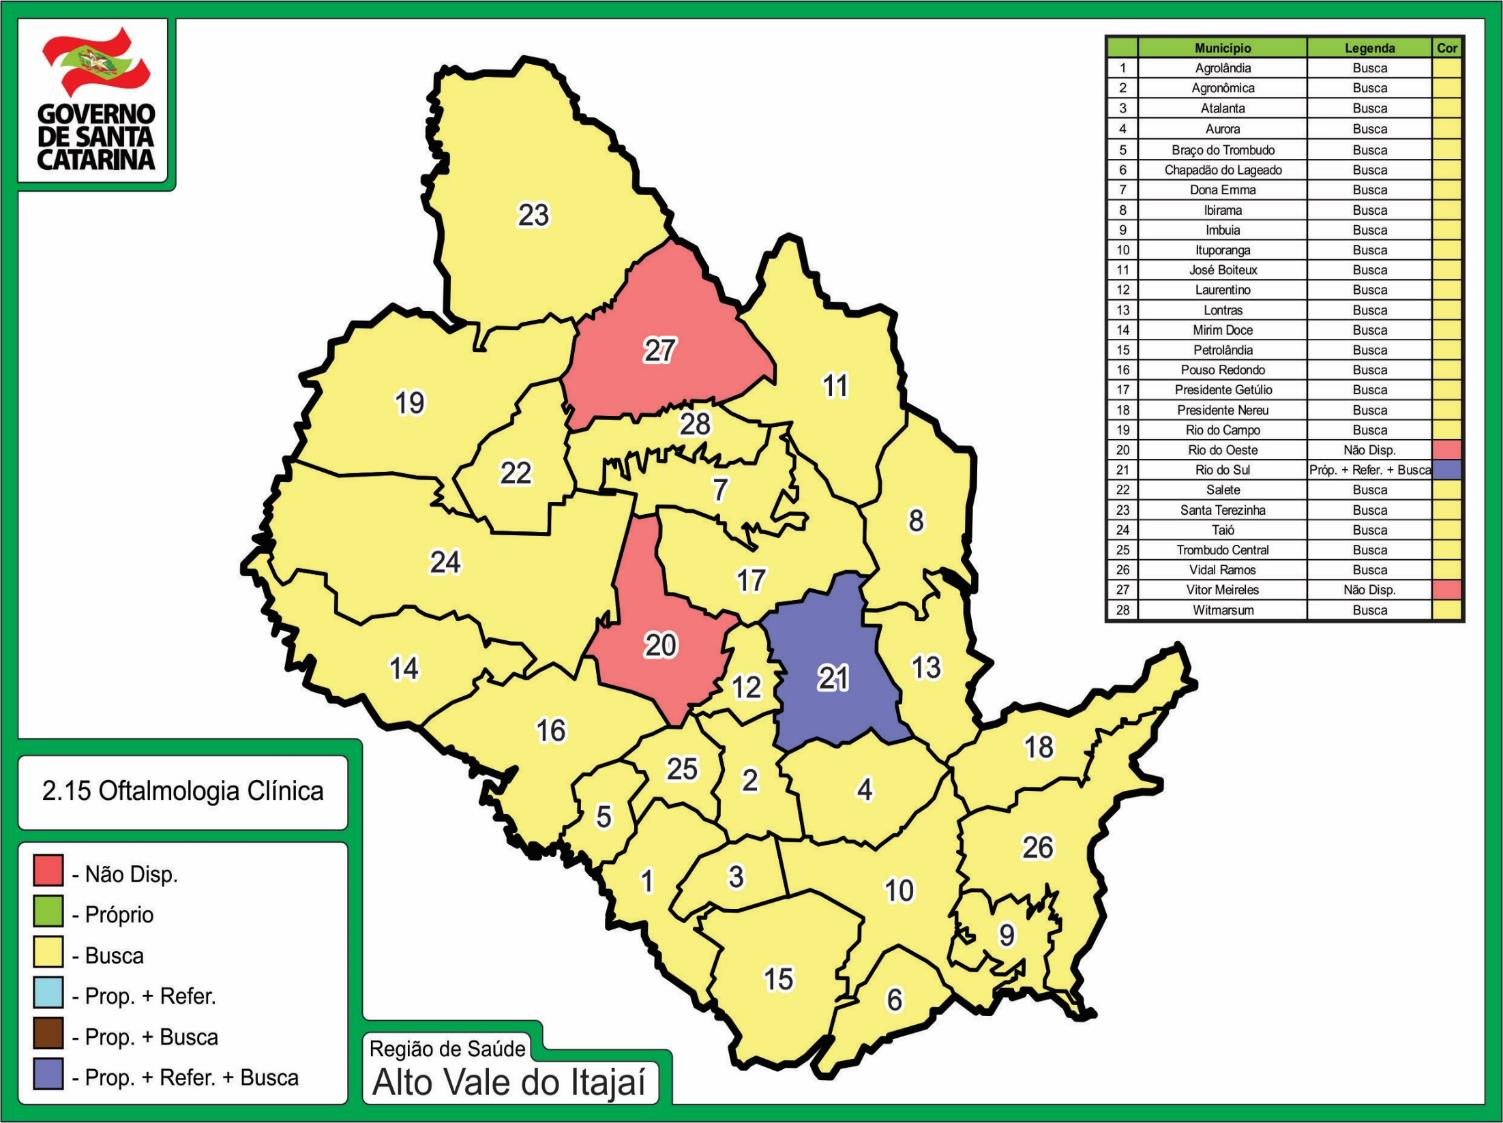 GOVERNO
DE SANTA
CATARINA
Município Legenda Cor
1 Agrolândia Busca
2 Agronômica Busca
3 Atalanta Busca
4 Aurora Busca
5 Braço do Trombudo Busca
6 Chapadão do Lageado Busca
7 Dona Emma Busca
8 Ibirama Busca
9 Imbuia Busca
10 Ituporanga Busca
11 José Boiteux Busca
12 Laurentino Busca
13 Lontras Busca
14 Mirim Doce Busca
15 Petrolândia Busca
16 Pouso Redondo Busca
17 Presidente Getúlio Busca
18 Presidente Nereu Busca
19 Rio do Campo Busca
20 Rio do Oeste Não Disp.
21 Rio do Sul Próp. + Refer. + Busca
22 Salete Busca
23 Santa Terezinha Busca
24 Taió Busca
25 Trombudo Central Busca
26 Vidal Ramos Busca
27 Vitor Meireles Não Disp.
28 Witmarsum Busca
23
27
11
19
28
22
7
8
24
17
20
14
12
21
13
16
18
25
2
4
5
26
1
3
10
9
15
6
2.15 Oftalmologia Clínica
- Não Disp.
- Próprio
- Busca
- Prop. + Refer.
- Prop. + Busca
- Prop. + Refer. + Busca
Região de Saúde
Alto Vale do Itajaí